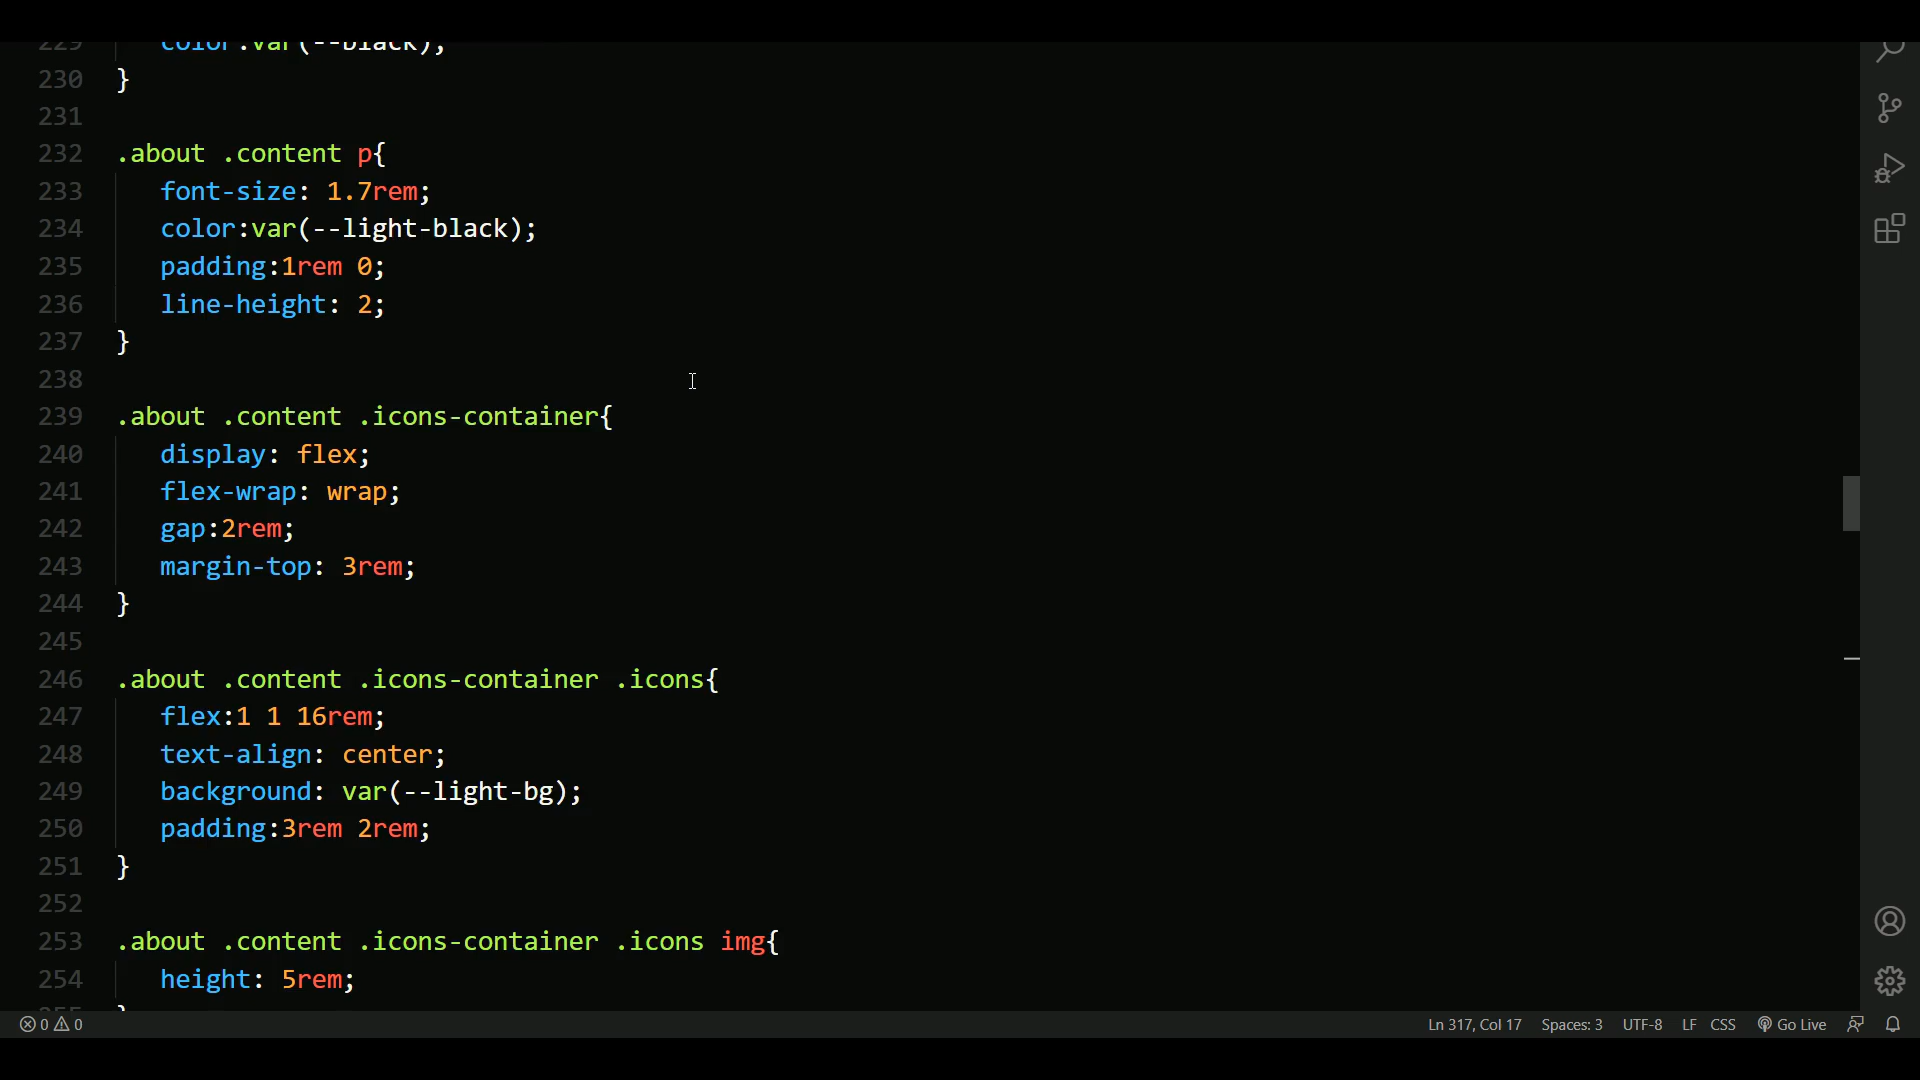 229 color:var(--black);
230 }
231
232 .about .content p{
233 font-size: 1.7rem;
234 color:var(--light-black);
235 padding:1rem 0;
236 line-height: 2;
237 }
238
239 .about .content .icons-container{
240 display: flex;
241 flex-wrap: wrap;
242 gap:2rem;
243 margin-top: 3rem;
244 }
245
246 .about .content .icons-container .icons{
247 flex:1 1 16rem;
248 text-align: center;
249 background: var(--light-bg);
250 padding:3rem 2rem;
251 }
252
253 .about .content .icons-container .icons img{
254 height: 5rem;
255 }
0 0 Ln 317, Col 17 Spaces: 3 UTF-8 LF CSS Go Live